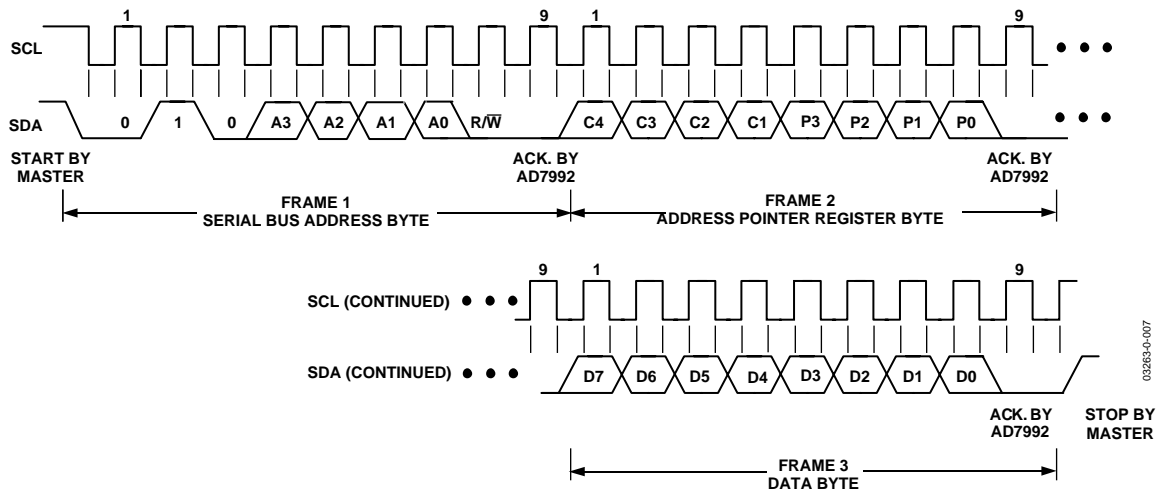 1 9 1 9
SCL
SDA 0 1 0 A3 A2 A1 A0 R/W̅ C4 C3 C2 C1 P3 P2 P1 P0
START BY
MASTER
ACK. BY
AD7992
ACK. BY
AD7992
FRAME 1
SERIAL BUS ADDRESS BYTE
FRAME 2
ADDRESS POINTER REGISTER BYTE
9 1 9
SCL (CONTINUED)
SDA (CONTINUED) D7 D6 D5 D4 D3 D2 D1 D0
ACK. BY
AD7992
STOP BY
MASTER
FRAME 3
DATA BYTE
03263-0-007